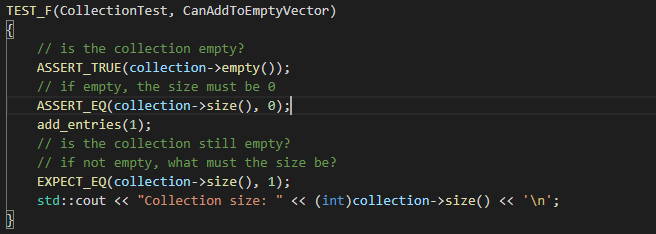 TEST_F(CollectionTest, CanAddToEmptyVector)
{
// is the collection empty?
ASSERT_TRUE(collection->empty());
// if empty, the size must be 0
ASSERT_EQ(collection->size(), 0);
add_entries(1);
// is the collection still empty?
// if not empty, what must the size be?
EXPECT_EQ(collection->size(), 1);
std::cout << "Collection size: " << (int)collection->size() << '\n';
}